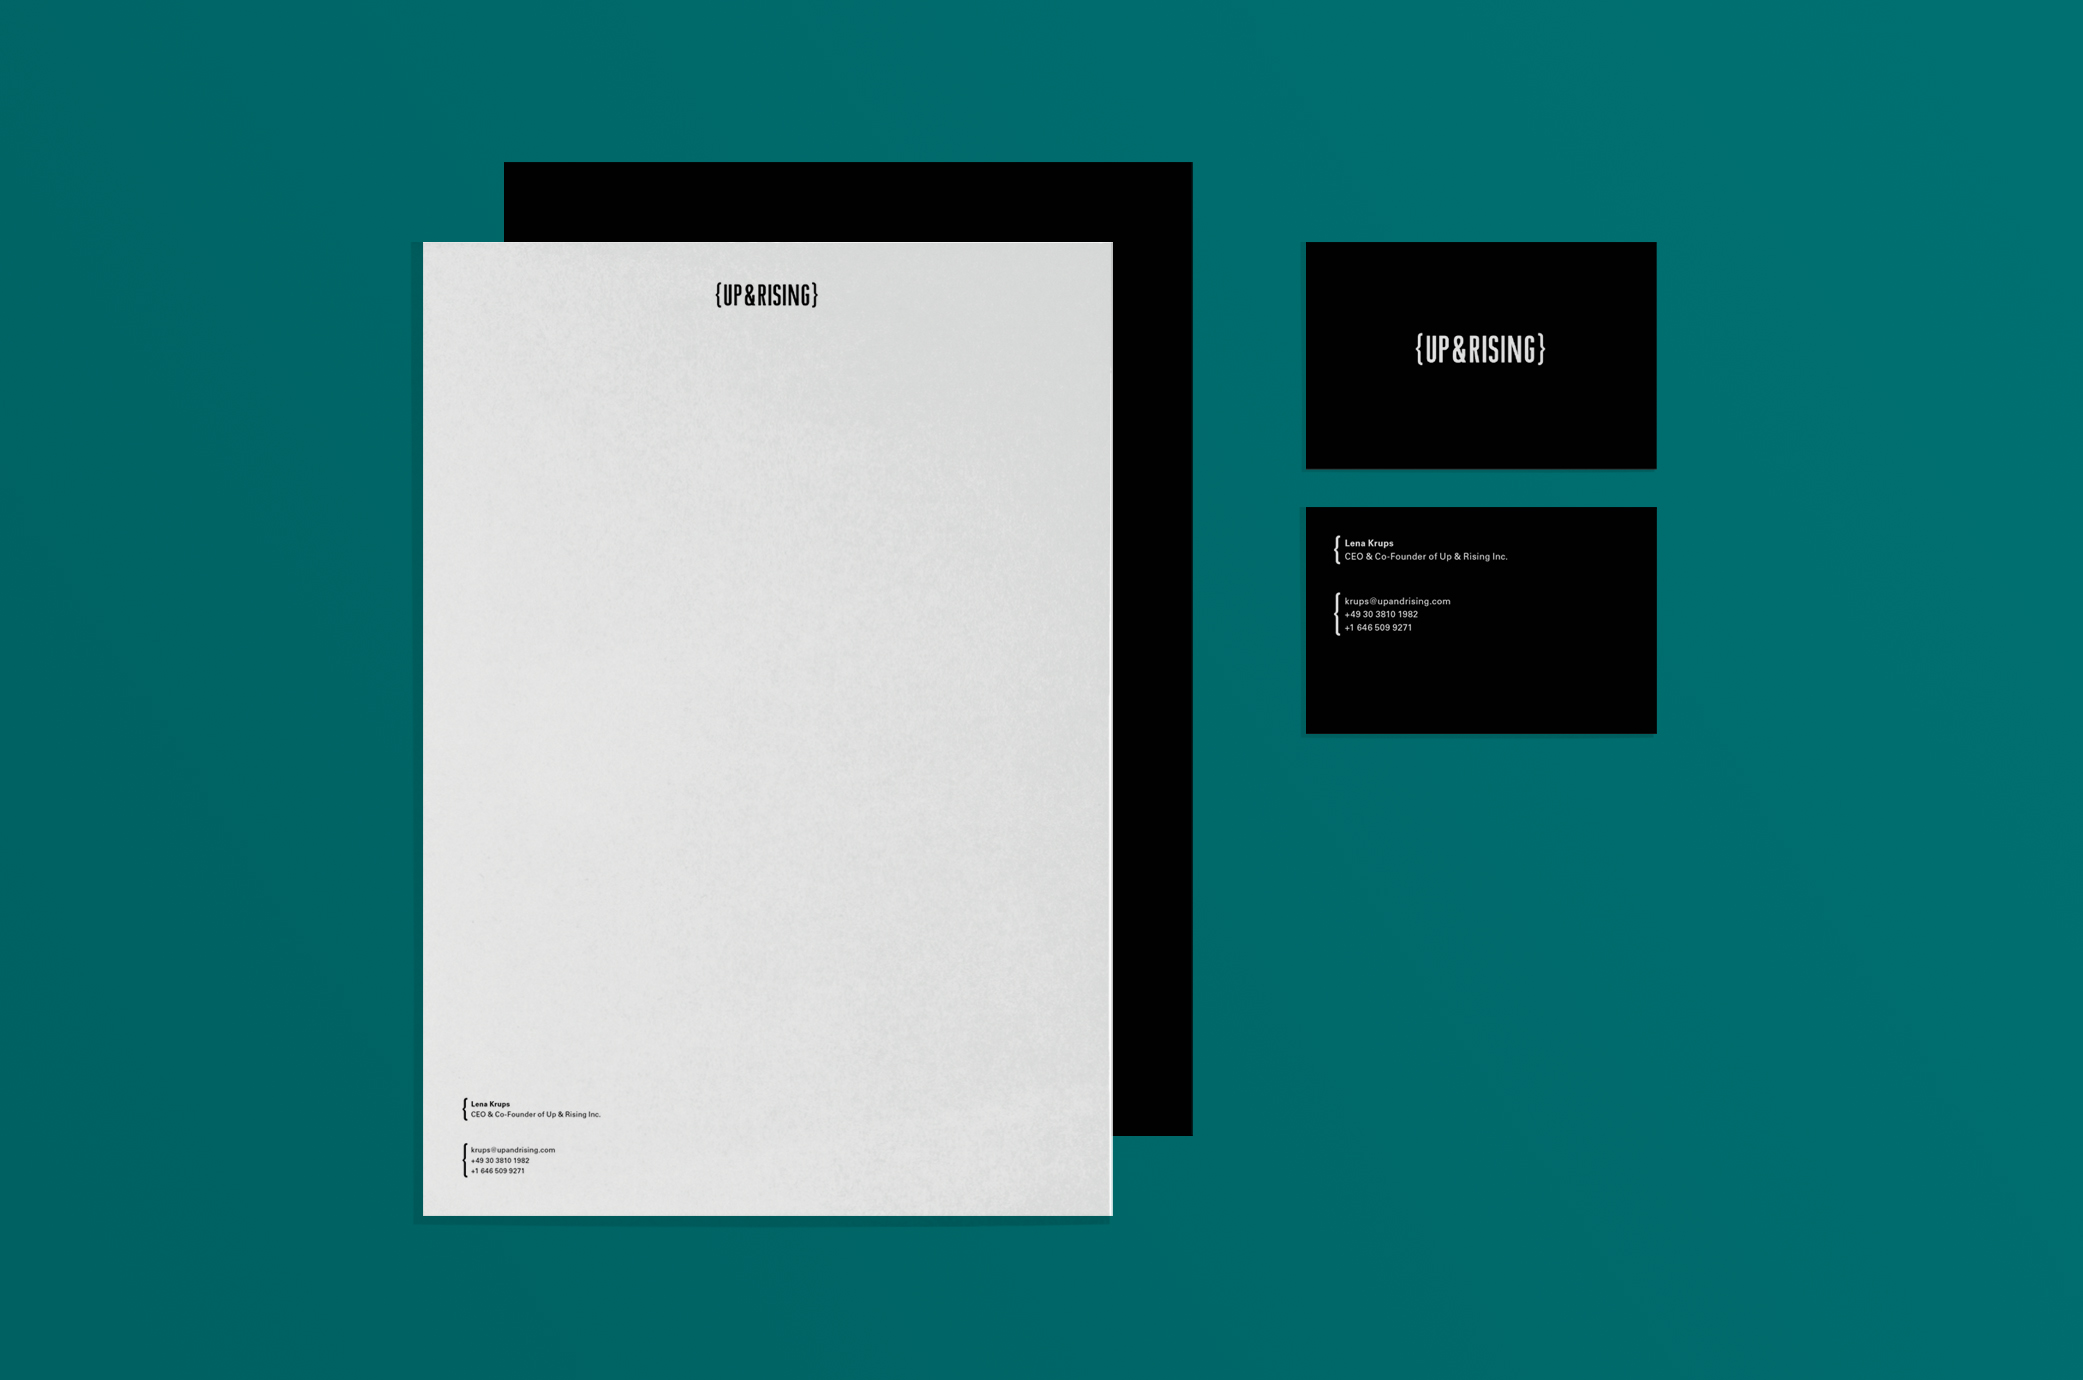 {UP&RISING}
Lena Krups
CEO & Co-Founder of Up & Rising Inc.
krups@upandrising.com
+49 30 3810 1982
+1 646 509 9271
{UP&RISING}
Lena Krups
CEO & Co-Founder of Up & Rising Inc.
krups@upandrising.com
+49 30 3810 1982
+1 646 509 9271